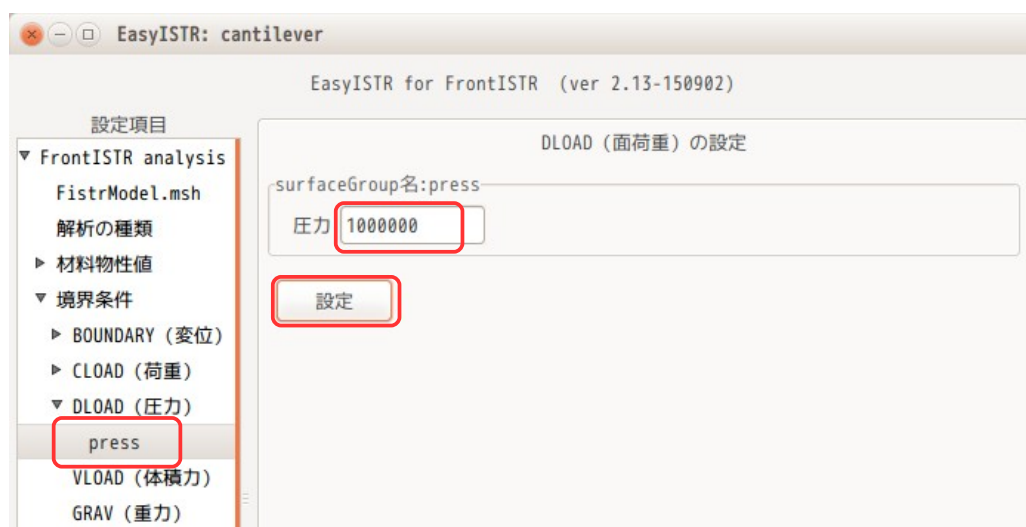 EasyISTR: cantilever
EasyISTR for FrontISTR (ver 2.13-150902)
設定項目
FrontISTR analysis
FistrModel.msh
解析の種類
材料物性値
境界条件
BOUNDARY (変位)
CLOAD (荷重)
DLOAD (圧力)
press
VLOAD (体積力)
GRAV (重力)
DLOAD (面荷重) の設定
surfaceGroup名:press
圧力 1000000
設定